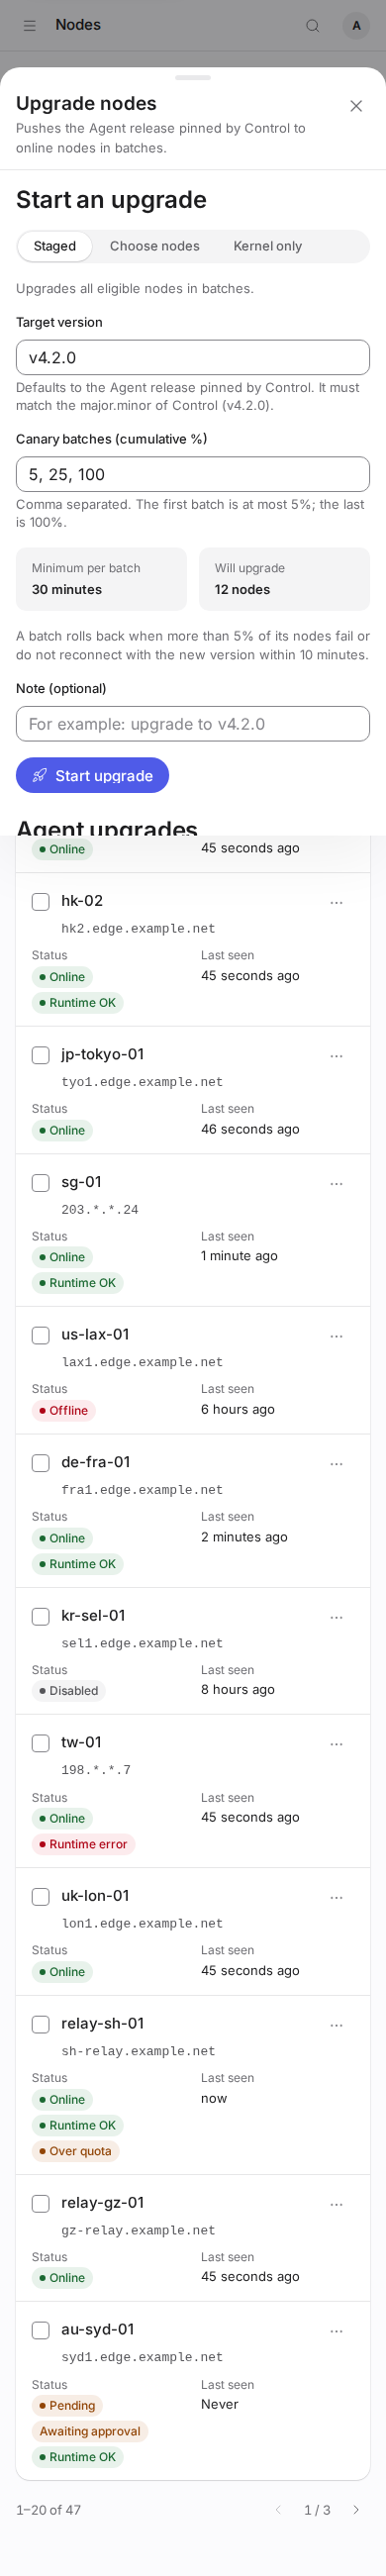 Nodes
A
Upgrade nodes
Pushes the Agent release pinned by Control to
online nodes in batches.
Start an upgrade
Staged
Choose nodes
Kernel only
Upgrades all eligible nodes in batches.
Target version
v4.2.0
Defaults to the Agent release pinned by Control. It must
match the major.minor of Control (v4.2.0).
Canary batches (cumulative %)
5, 25, 100
Comma separated. The first batch is at most 5%; the last
is 100%.
Minimum per batch
30 minutes
Will upgrade
12 nodes
A batch rolls back when more than 5% of its nodes fail or
do not reconnect with the new version within 10 minutes.
Note (optional)
For example: upgrade to v4.2.0
Start upgrade
Agent upgrades
Online
45 seconds ago
hk-02
hk2.edge.example.net
Status
Last seen
Online
45 seconds ago
Runtime OK
jp-tokyo-01
tyo1.edge.example.net
Status
Last seen
Online
46 seconds ago
sg-01
203.*.*.24
Status
Last seen
Online
1 minute ago
Runtime OK
us-lax-01
lax1.edge.example.net
Status
Last seen
Offline
6 hours ago
de-fra-01
fra1.edge.example.net
Status
Last seen
Online
2 minutes ago
Runtime OK
kr-sel-01
sel1.edge.example.net
Status
Last seen
Disabled
8 hours ago
tw-01
198.*.*.7
Status
Last seen
Online
45 seconds ago
Runtime error
uk-lon-01
lon1.edge.example.net
Status
Last seen
Online
45 seconds ago
relay-sh-01
sh-relay.example.net
Status
Last seen
Online
now
Runtime OK
Over quota
relay-gz-01
gz-relay.example.net
Status
Last seen
Online
45 seconds ago
au-syd-01
syd1.edge.example.net
Status
Last seen
Pending
Never
Awaiting approval
Runtime OK
1–20 of 47
1 / 3